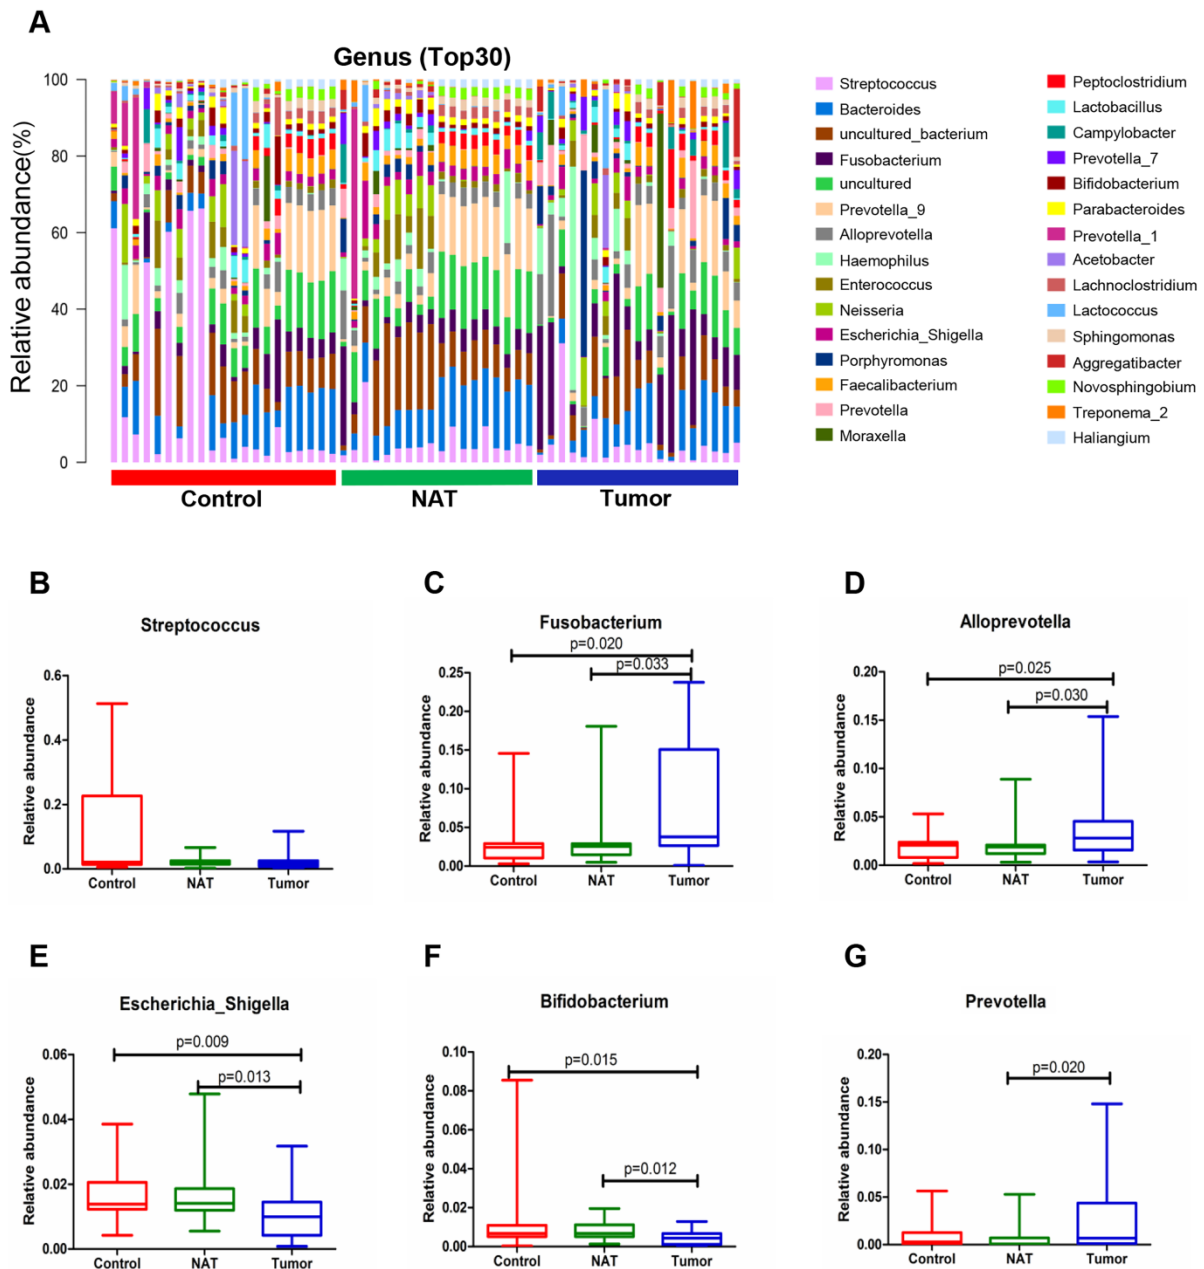 A
Genus (Top30)
Relative abundance(%)
100
80
60
40
20
0
Control NAT Tumor
Streptococcus
Bacteroides
uncultured_bacterium
Fusobacterium
uncultured
Prevotella_9
Alloprevotella
Haemophilus
Enterococcus
Neisseria
Escherichia_Shigella
Porphyromonas
Faecalibacterium
Prevotella
Moraxella
Peptoclostridium
Lactobacillus
Campylobacter
Prevotella_7
Bifidobacterium
Parabacteroides
Prevotella_1
Acetobacter
Lachnoclostridium
Lactococcus
Sphingomonas
Aggregatibacter
Novosphingobium
Treponema_2
Haliangium
B
Streptococcus
Relative abundance
0.6
0.4
0.2
0.0
Control NAT Tumor
C
Fusobacterium
p=0.020
p=0.033
Relative abundance
0.25
0.20
0.15
0.10
0.05
0.00
Control NAT Tumor
D
Alloprevotella
p=0.025
p=0.030
Relative abundance
0.20
0.15
0.10
0.05
0.00
Control NAT Tumor
E
Escherichia_Shigella
p=0.009
p=0.013
Relative abundance
0.06
0.04
0.02
0.00
Control NAT Tumor
F
Bifidobacterium
p=0.015
p=0.012
Relative abundance
0.10
0.08
0.06
0.04
0.02
0.00
Control NAT Tumor
G
Prevotella
p=0.020
Relative abundance
0.20
0.15
0.10
0.05
0.00
Control NAT Tumor